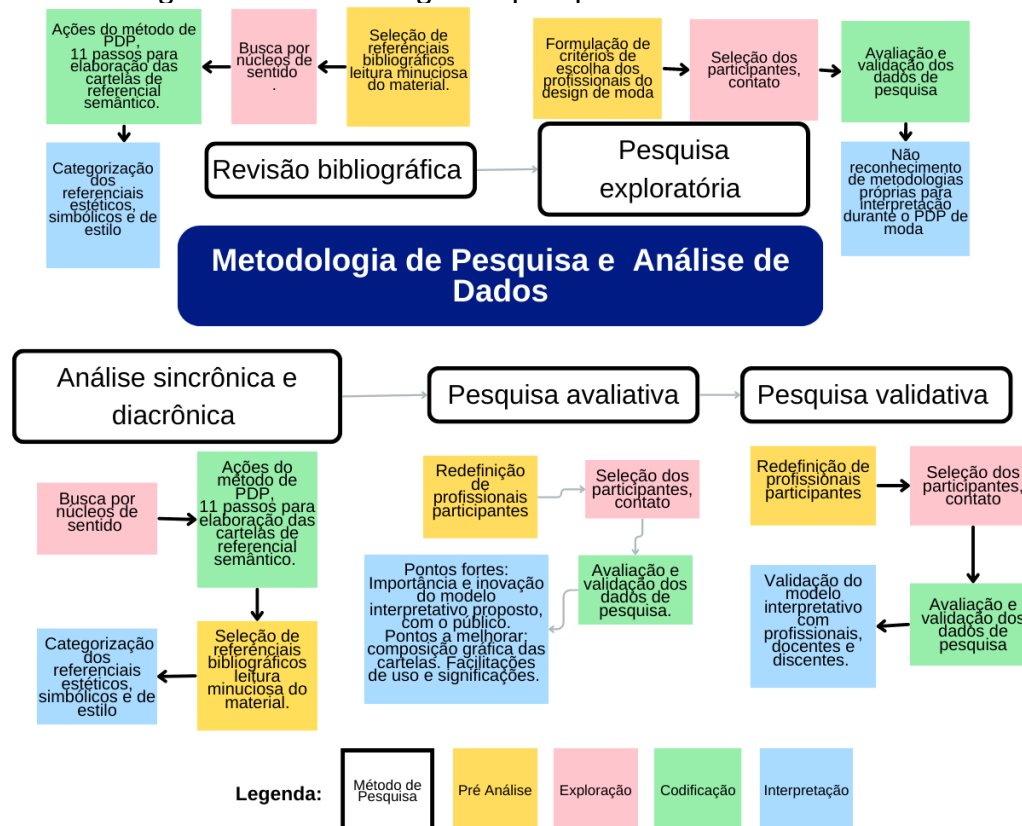 Ações do método de
PDP,
11 passos para
elaboração das
cartelas de
referencial
semântico.
Busca por
núcleos de
sentido
.
Seleção de
referenciais
bibliográficos
leitura minuciosa
do material.
Formulação de
critérios de
escolha dos
profissionais do
design de moda
Seleção dos
participantes,
contato
Avaliação e
validação dos
dados de
pesquisa
Categorização
dos
referenciais
estéticos,
simbólicos e de
estilo
Revisão bibliográfica
Pesquisa
exploratória
Não
reconhecimento
de metodologias
próprias para
interpretação
durante o PDP de
moda
Metodologia de Pesquisa e Análise de
Dados
Análise sincrônica e
diacrônica
Pesquisa avaliativa
Pesquisa validativa
Busca por
núcleos de
sentido
Ações do
método de
PDP,
11 passos para
elaboração das
cartelas de
referencial
semântico.
Seleção de
referenciais
bibliográficos
leitura
minuciosa do
material.
Categorização
dos
referenciais
estéticos,
simbólicos e de
estilo
Redefinição
de
profissionais
participantes
Seleção dos
participantes,
contato
Avaliação e
validação dos
dados de
pesquisa.
Pontos fortes:
Importância e inovação
do modelo
interpretativo proposto,
com o público.
Pontos a melhorar:
composição gráfica das
cartelas. Facilitações
de uso e significações.
Redefinição de
profissionais
participantes
Seleção dos
participantes,
contato
Avaliação e
validação dos
dados de
pesquisa
Validação do
modelo
interpretativo
com
profissionais,
docentes e
discentes.
Legenda:
Método de
Pesquisa
Pré Análise
Exploração
Codificação
Interpretação